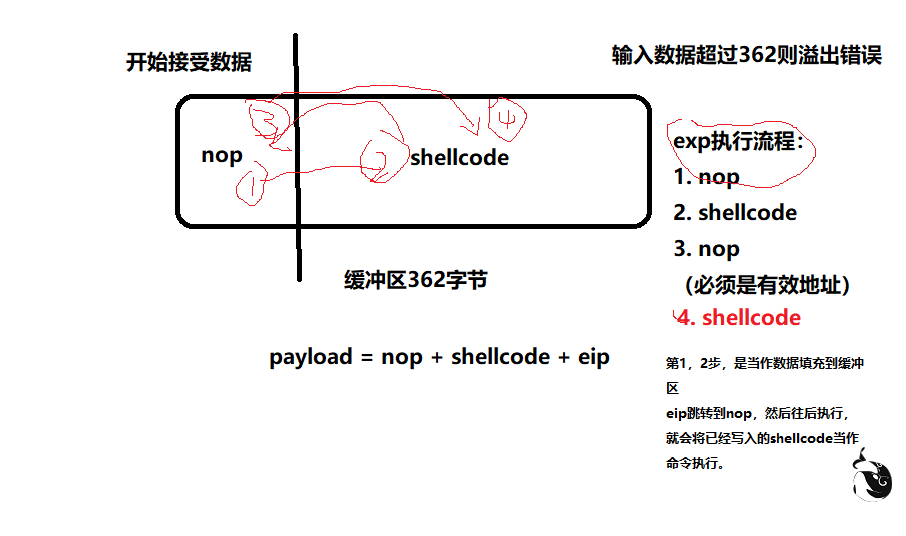 开始接受数据
输入数据超过362则溢出错误
3
4
nop
1
2
shellcode
exp执行流程：
1. nop
2. shellcode
3. nop
（必须是有效地址）
4. shellcode
缓冲区362字节
payload = nop + shellcode + eip
第1，2步，是当作数据填充到缓冲
区
eip跳转到nop，然后往后执行，
就会将已经写入的shellcode当作
命令执行。